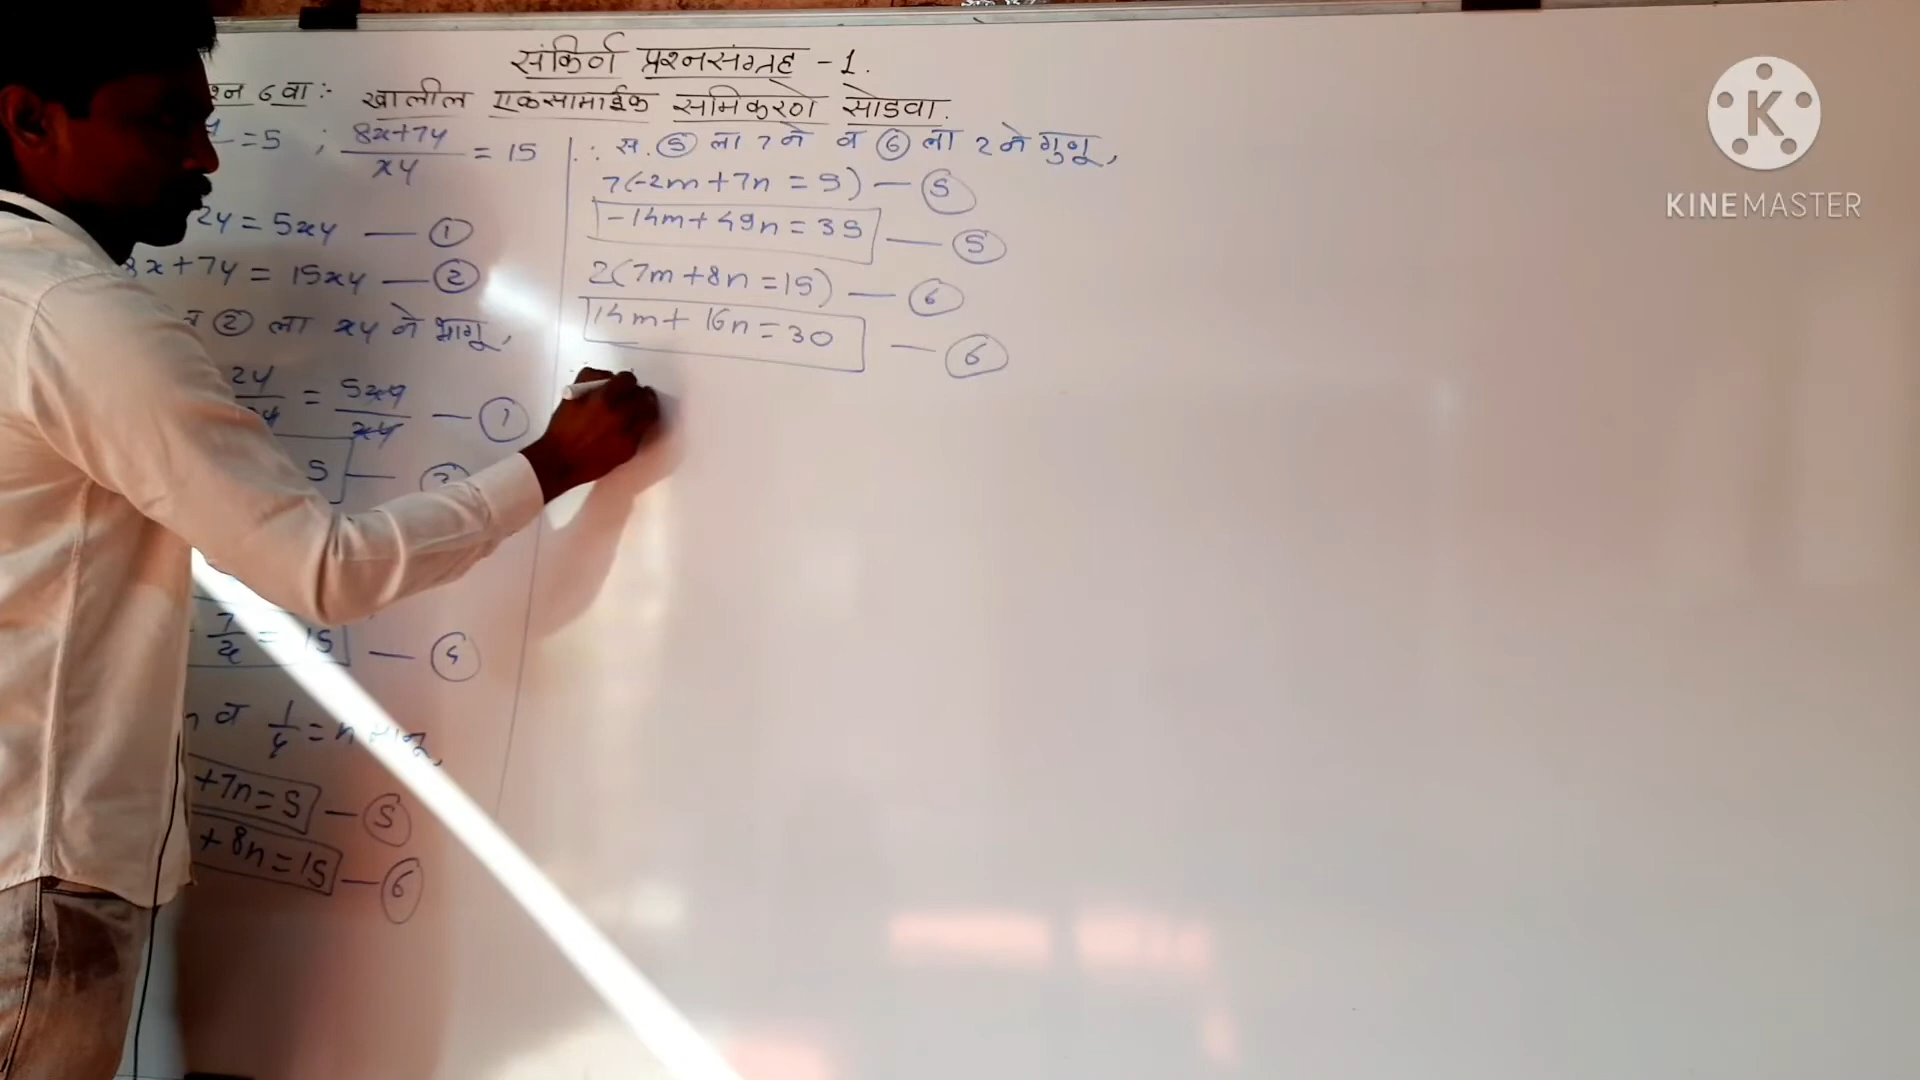 संकिर्ण प्रश्नसंग्रह - 1.
६ वा :- खालील एकसामाईक समिकरणे सोडवा.
= 5 ; 8x+7y / xy = 15
2y = 5xy — ①
8x + 7y = 15xy — ②
व ② ला xy ने भागू,
2y / = 5xy / xy — ①
5
7/x = 15 — ④
व 1/y = n मानू,
+7n = 5 — ⑤
+ 8n = 15 — ⑥
∴ स. ⑤ ला 7 ने व ⑥ ला 2 ने गुणू,
7(-2m + 7n = 5) — ⑤
-14m + 49n = 35 — ⑤
2(7m + 8n = 15) — ⑥
14m + 16n = 30 — ⑥
K
KINEMASTER